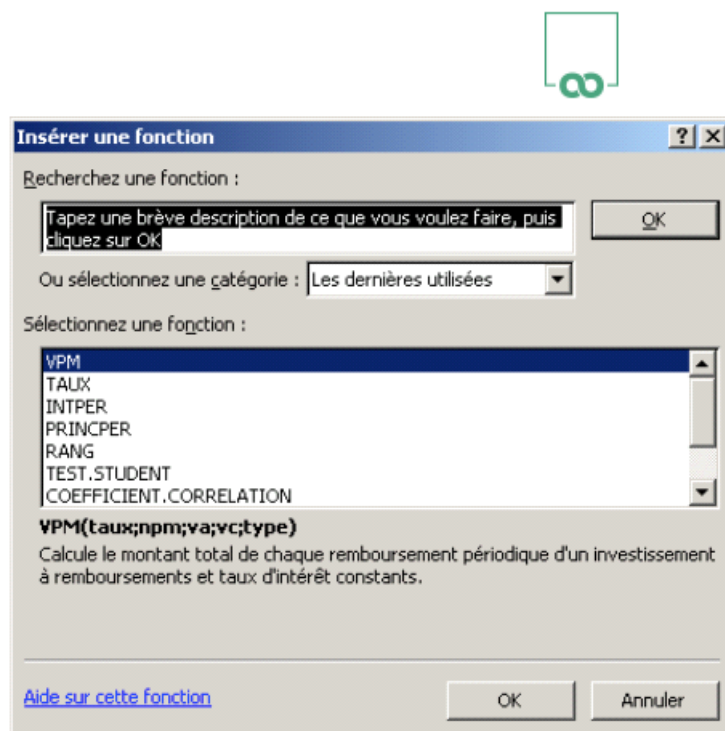 Insérer une fonction
Recherchez une fonction :
Tapez une brève description de ce que vous voulez faire, puis
cliquez sur OK
OK
Ou sélectionnez une catégorie : Les dernières utilisées
Sélectionnez une fonction :
VPM
TAUX
INTPER
PRINCPER
RANG
TEST.STUDENT
COEFFICIENT.CORRELATION
VPM(taux;npm;va;vc;type)
Calcule le montant total de chaque remboursement périodique d'un investissement
à remboursements et taux d'intérêt constants.
Aide sur cette fonction
OK
Annuler